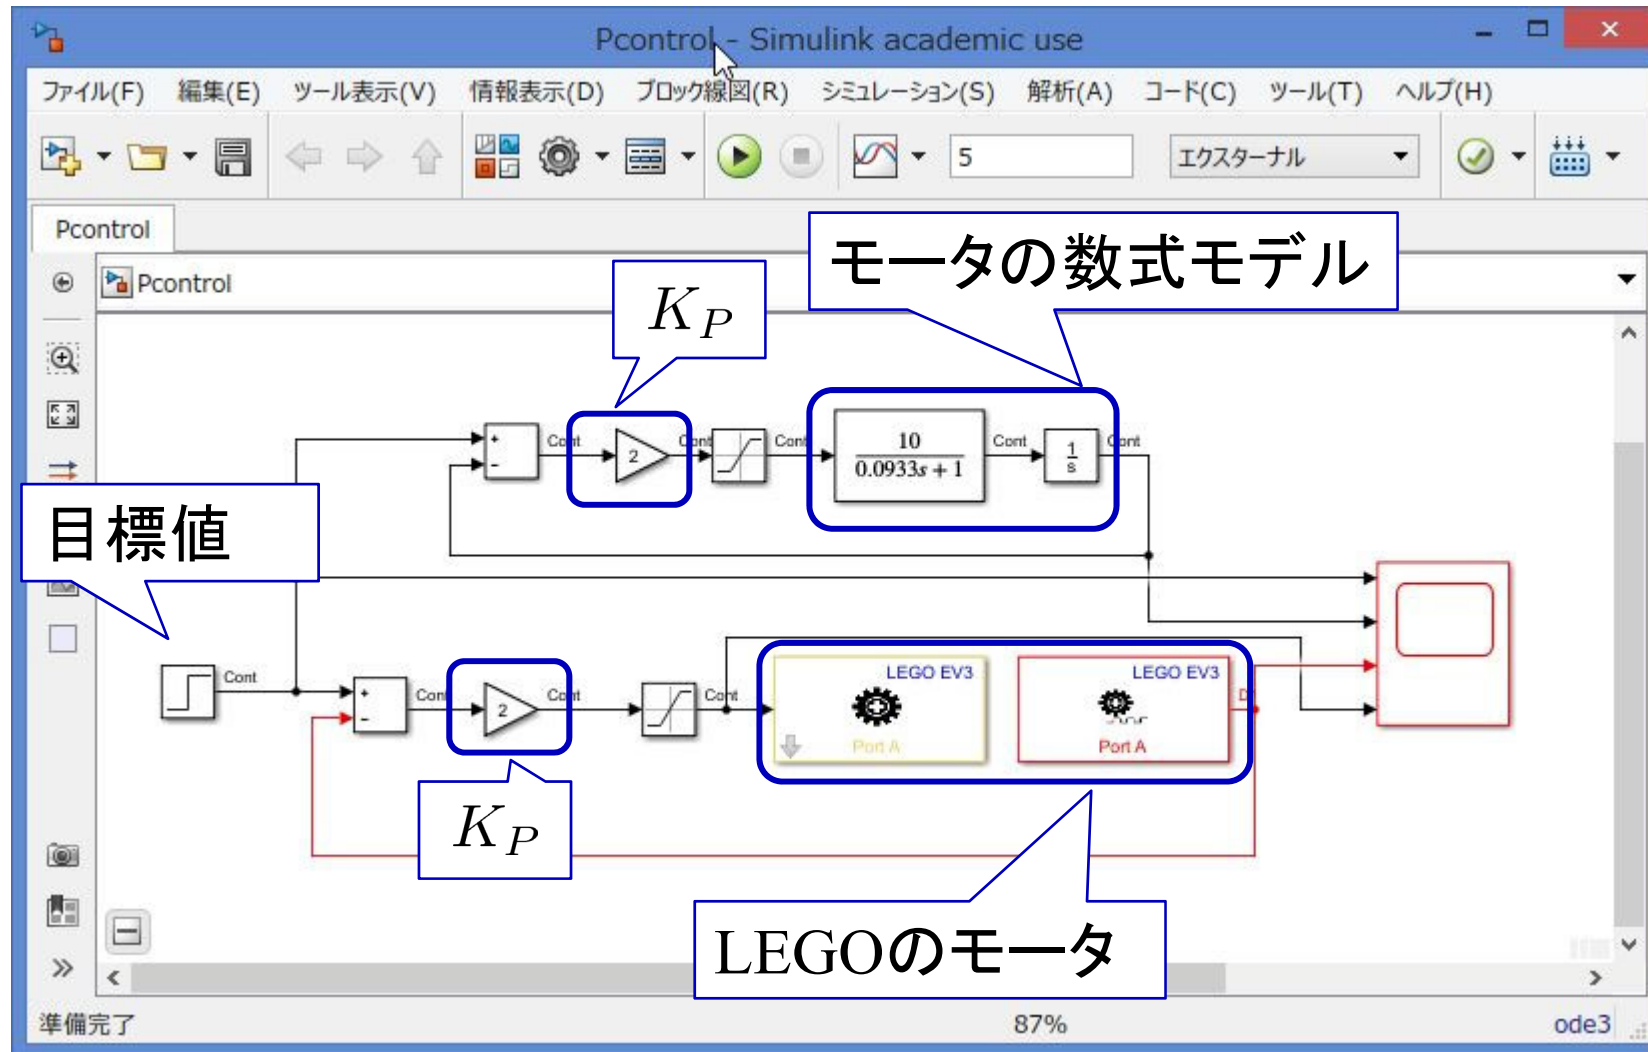 Pcontrol - Simulink academic use
ファイル(F) 編集(E) ツール表示(V) 情報表示(D) ブロック線図(R) シミュレーション(S) 解析(A) コード(C) ツール(T) ヘルプ(H)
5 エクスターナル
Pcontrol
Pcontrol
モータの数式モデル
K_P
+
-
Cont
2
Cont
Cont
10
0.0933s + 1
Cont
1
s
Cont
目標値
Cont
+
-
Cont
2
Cont
Cont
LEGO EV3
Port A
LEGO EV3
Port A
K_P
LEGOのモータ
準備完了 87% ode3